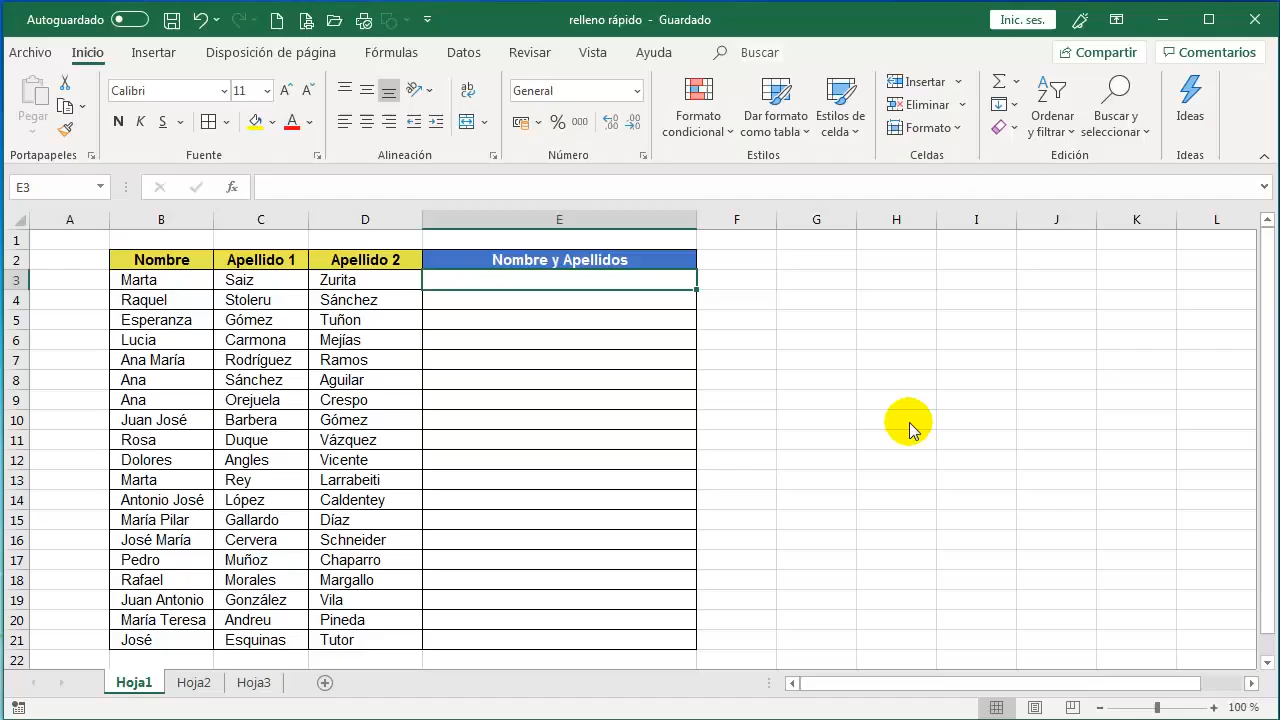 Autoguardado relleno rápido - Guardado Inic. ses.
Archivo Inicio Insertar Disposición de página Fórmulas Datos Revisar Vista Ayuda Buscar Compartir Comentarios
Pegar Calibri 11 General Formato condicional Dar formato como tabla Estilos de celda Insertar Eliminar Formato Ordenar y filtrar Buscar y seleccionar Ideas
N K S % 000
Portapapeles Fuente Alineación Número Estilos Celdas Edición Ideas
E3 fx
A B C D E F G H I J K L
1
2 Nombre Apellido 1 Apellido 2 Nombre y Apellidos
3 Marta Saiz Zurita
4 Raquel Stoleru Sánchez
5 Esperanza Gómez Tuñon
6 Lucia Carmona Mejías
7 Ana María Rodríguez Ramos
8 Ana Sánchez Aguilar
9 Ana Orejuela Crespo
10 Juan José Barbera Gómez
11 Rosa Duque Vázquez
12 Dolores Angles Vicente
13 Marta Rey Larrabeiti
14 Antonio José López Caldentey
15 María Pilar Gallardo Díaz
16 José María Cervera Schneider
17 Pedro Muñoz Chaparro
18 Rafael Morales Margallo
19 Juan Antonio González Vila
20 María Teresa Andreu Pineda
21 José Esquinas Tutor
22
Hoja1 Hoja2 Hoja3
100 %